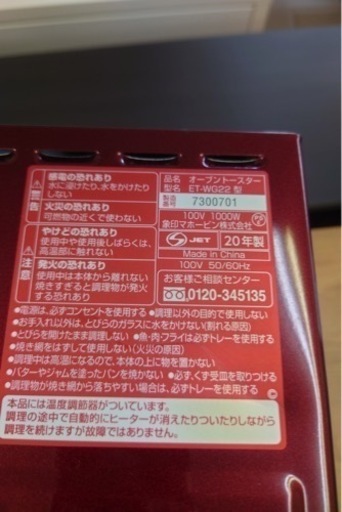 警告
感電の恐れあり
水に浸けたり、水をかけたり
しない
火災の恐れあり
可燃物の近くで使わない
注意
やけどの恐れあり
使用中や使用後しばらくは、
高温部に触れない
発火の恐れあり
使用中は本体から離れない
焼きすぎると調理物が発火
する恐れあり
品名 オーブントースター
型名 ET-WG22 型
製造番号 7300701
100V 1000W
象印マホービン株式会社
JET 20年製
Made in China
100V 50/60Hz
お客様ご相談センター
0120-345135
●電源は、必ずコンセントを使用する ●調理以外の目的で使用しない
●お手入れ以外は、とびらのガラスに水をかけない(割れる原因)
●とびらを開けたまま調理しない ●魚・肉・フライは必ずトレーを使用する
●焼き網をはずして使用しない(火災の原因)
●調理中は高温になるので、本体の上に物を置かない
●バターやジャムを塗ったパンを焼かない ●必ず、くず受皿を取りつける
●調理物が焼き網から落ちやすい場合は、必ずトレーを使用する
本品には温度調節器がついています。
調理の途中で自動的にヒーターが消えたりついたりしながら
調理を続けますが故障ではありません。